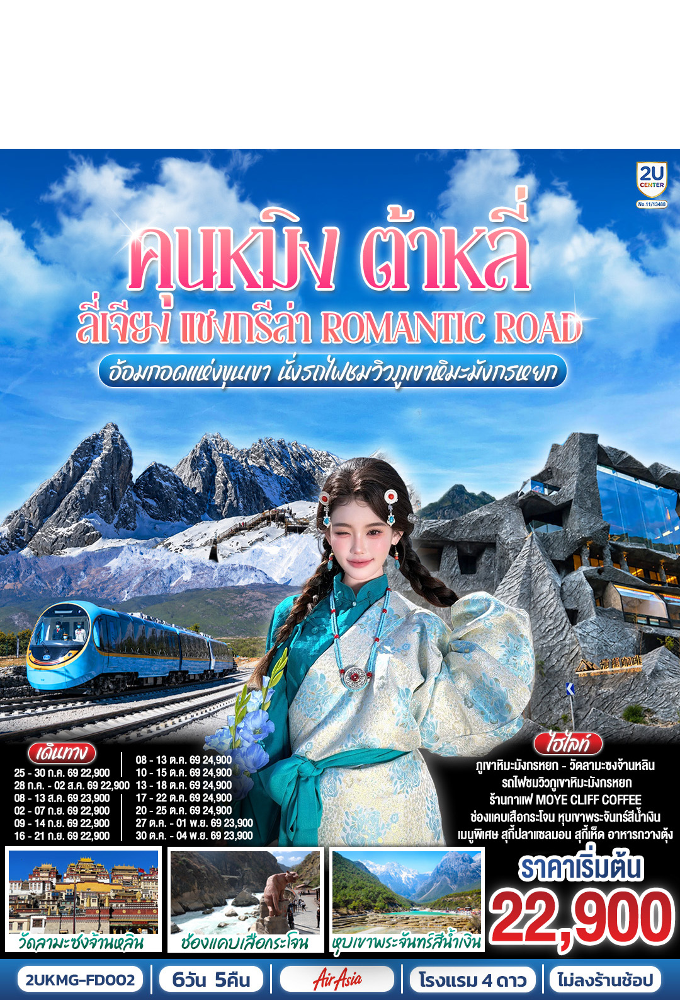 2U
CENTER
No.11/13488
คุนหมิง ต้าหลี่
ลี่เจียง แชงกรีล่า ROMANTIC ROAD
อ้อมกอดแห่งขุนเขา นั่งรถไฟชมวิวภูเขาหิมะมังกรหยก
เดินทาง
25 - 30 ก.ค. 69 22,900
28 ก.ค. - 02 ส.ค. 69 22,900
08 - 13 ส.ค. 69 23,900
02 - 07 ก.ย. 69 22,900
09 - 14 ก.ย. 69 22,900
16 - 21 ก.ย. 69 22,900
08 - 13 ต.ค. 69 24,900
10 - 15 ต.ค. 69 24,900
13 - 18 ต.ค. 69 24,900
17 - 22 ต.ค. 69 24,900
20 - 25 ต.ค. 69 24,900
27 ต.ค. - 01 พ.ย. 69 23,900
30 ต.ค. - 04 พ.ย. 69 23,900
ไฮไลท์
ภูเขาหิมะมังกรหยก - วัดลามะซงจ้านหลิน
รถไฟชมวิวภูเขาหิมะมังกรหยก
ร้านกาแฟ MOYE CLIFF COFFEE
ช่องแคบเสือกระโจน หุบเขาพระจันทร์สีน้ำเงิน
เมนูพิเศษ สุกี้ปลาแซลมอน สุกี้เห็ด อาหารกวางตุ้ง
ราคาเริ่มต้น
22,900
วัดลามะซงจ้านหลิน
ช่องแคบเสือกระโจน
หุบเขาพระจันทร์สีน้ำเงิน
2UKMG-FD002
6วัน 5คืน
AirAsia
โรงแรม 4 ดาว
ไม่ลงร้านช้อป